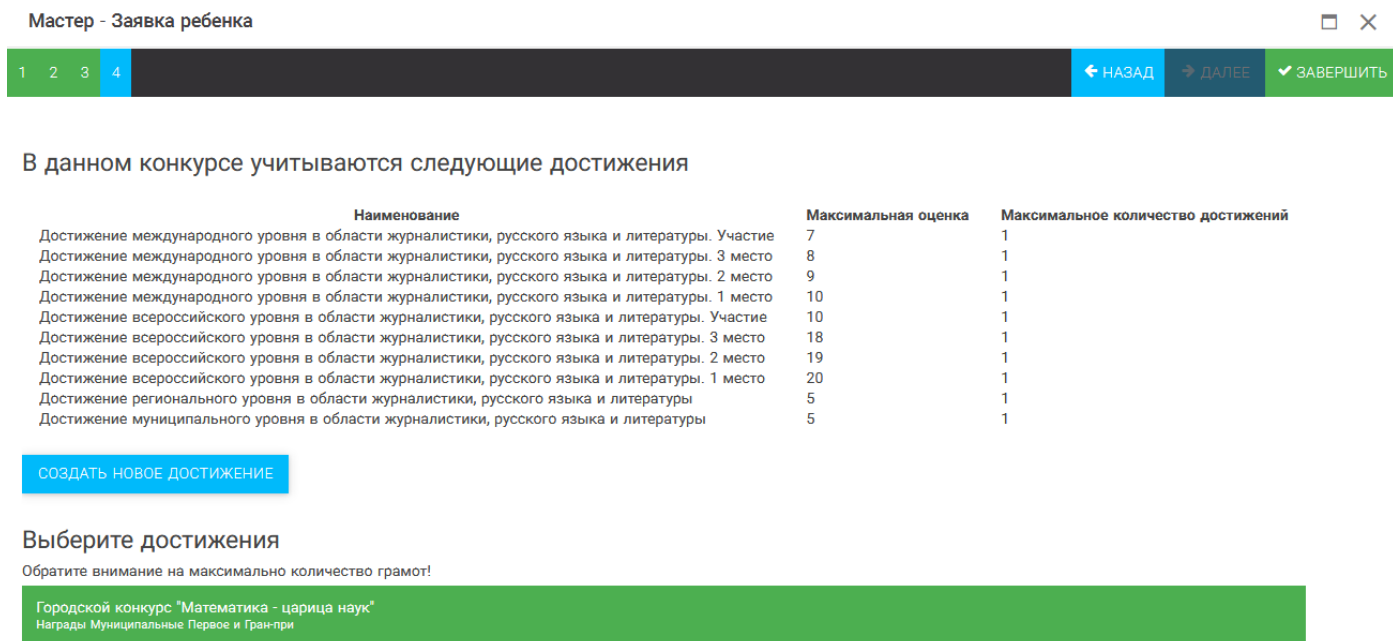 Мастер - Заявка ребенка
1 2 3 4 НАЗАД ДАЛЕЕ ЗАВЕРШИТЬ
В данном конкурсе учитываются следующие достижения
Наименование Максимальная оценка Максимальное количество достижений
Достижение международного уровня в области журналистики, русского языка и литературы. Участие 7 1
Достижение международного уровня в области журналистики, русского языка и литературы. 3 место 8 1
Достижение международного уровня в области журналистики, русского языка и литературы. 2 место 9 1
Достижение международного уровня в области журналистики, русского языка и литературы. 1 место 10 1
Достижение всероссийского уровня в области журналистики, русского языка и литературы. Участие 10 1
Достижение всероссийского уровня в области журналистики, русского языка и литературы. 3 место 18 1
Достижение всероссийского уровня в области журналистики, русского языка и литературы. 2 место 19 1
Достижение всероссийского уровня в области журналистики, русского языка и литературы. 1 место 20 1
Достижение регионального уровня в области журналистики, русского языка и литературы 5 1
Достижение муниципального уровня в области журналистики, русского языка и литературы 5 1
СОЗДАТЬ НОВОЕ ДОСТИЖЕНИЕ
Выберите достижения
Обратите внимание на максимально количество грамот!
Городской конкурс "Математика - царица наук"
Награды Муниципальные Первое и Гран-при